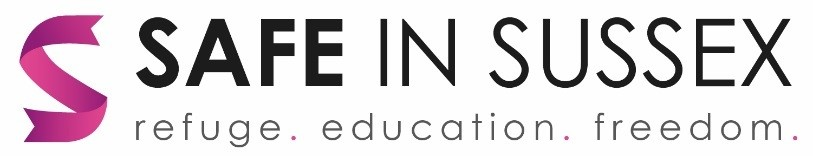 SAFE IN SUSSEX
refuge. education. freedom.